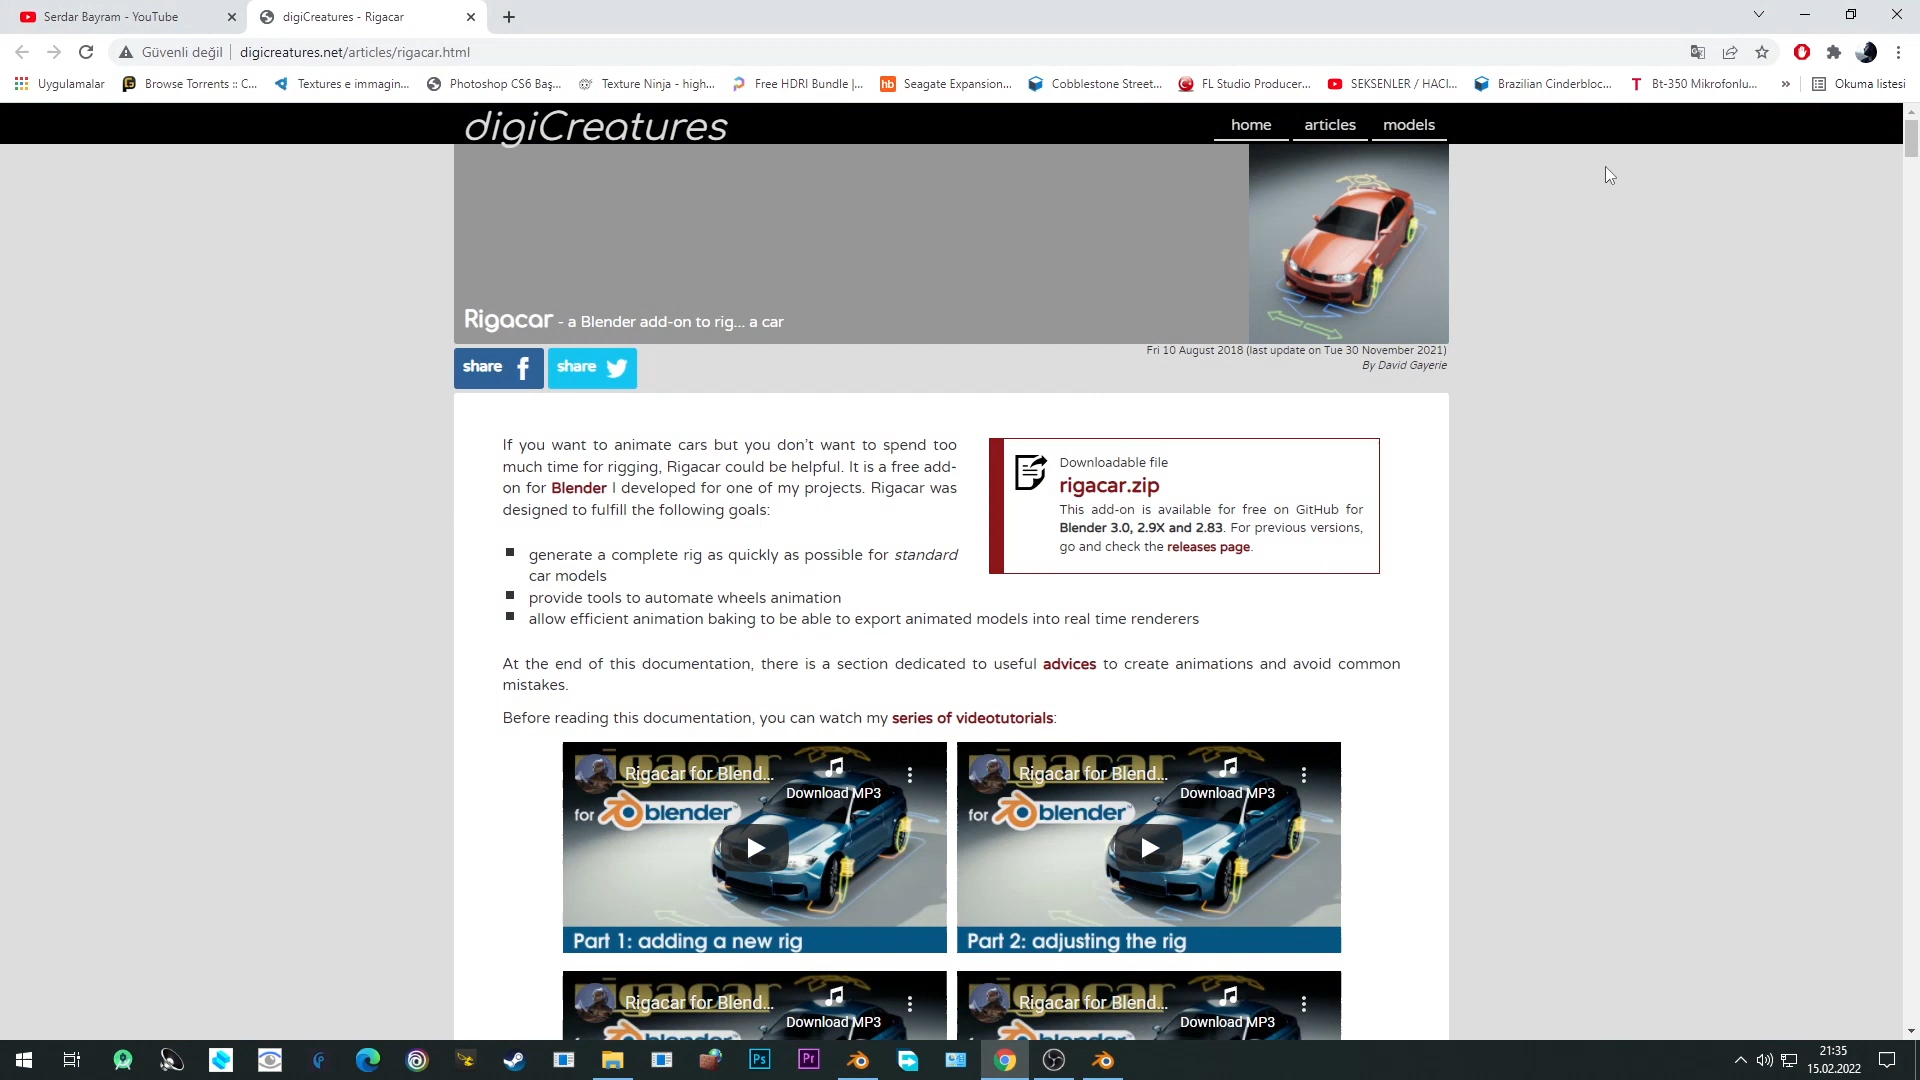 Serdar Bayram - YouTube
digiCreatures - Rigacar
Güvenli değil
digicreatures.net/articles/rigacar.html
Uygulamalar
Browse Torrents :: C...
Textures e immagin...
Photoshop CS6 Baş...
Texture Ninja - high...
Free HDRI Bundle |...
hb Seagate Expansion...
Cobblestone Street...
FL Studio Producer...
SEKSENLER / HACI...
Brazilian Cinderbloc...
T Bt-350 Mikrofonlu...
»
Okuma listesi
digiCreatures
home
articles
models
Rigacar - a Blender add-on to rig... a car
share f
share
Fri 10 August 2018 (last update on Tue 30 November 2021)
By David Gayerie
If you want to animate cars but you don't want to spend too
much time for rigging, Rigacar could be helpful. It is a free add-
on for Blender I developed for one of my projects. Rigacar was
designed to fulfill the following goals:
Downloadable file
rigacar.zip
This add-on is available for free on GitHub for
Blender 3.0, 2.9X and 2.83. For previous versions,
go and check the releases page.
generate a complete rig as quickly as possible for standard
car models
provide tools to automate wheels animation
allow efficient animation baking to be able to export animated models into real time renderers
At the end of this documentation, there is a section dedicated to useful advices to create animations and avoid common
mistakes.
Before reading this documentation, you can watch my series of videotutorials:
rigacar
Rigacar for Blend...
Download MP3
for blender
Part 1: adding a new rig
rigacar
Rigacar for Blend...
Download MP3
for blender
Part 2: adjusting the rig
rigacar
Rigacar for Blend...
Download MP3
rigacar
Rigacar for Blend...
Download MP3
Ps
Pr
21:35
15.02.2022